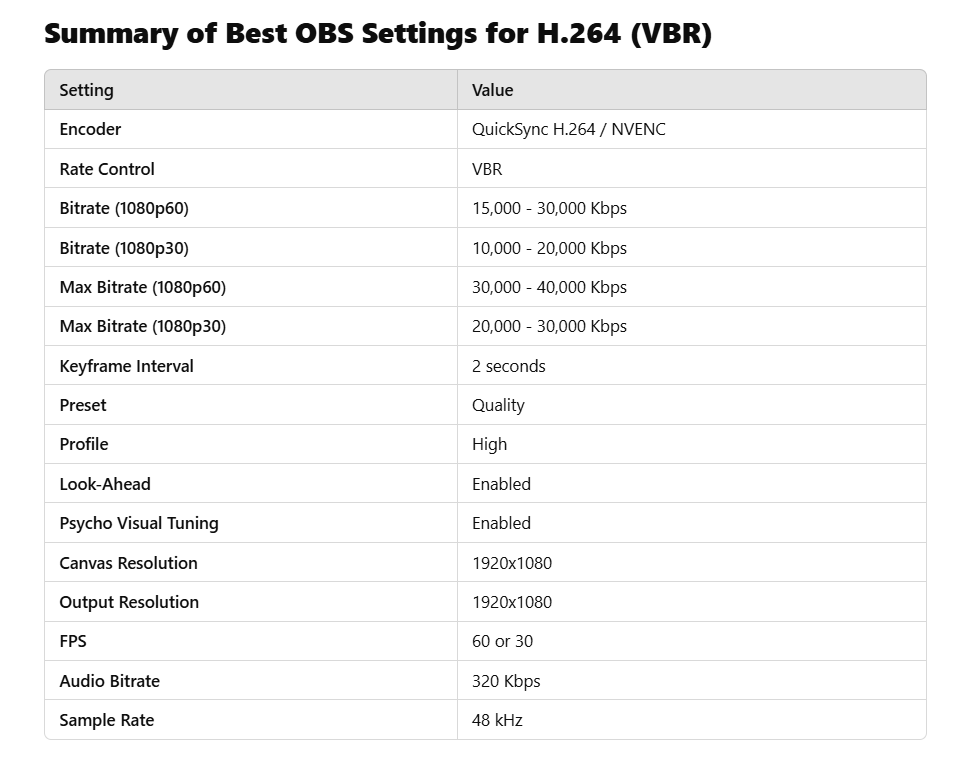 Summary of Best OBS Settings for H.264 (VBR)
Setting Value
Encoder QuickSync H.264 / NVENC
Rate Control VBR
Bitrate (1080p60) 15,000 - 30,000 Kbps
Bitrate (1080p30) 10,000 - 20,000 Kbps
Max Bitrate (1080p60) 30,000 - 40,000 Kbps
Max Bitrate (1080p30) 20,000 - 30,000 Kbps
Keyframe Interval 2 seconds
Preset Quality
Profile High
Look-Ahead Enabled
Psycho Visual Tuning Enabled
Canvas Resolution 1920x1080
Output Resolution 1920x1080
FPS 60 or 30
Audio Bitrate 320 Kbps
Sample Rate 48 kHz